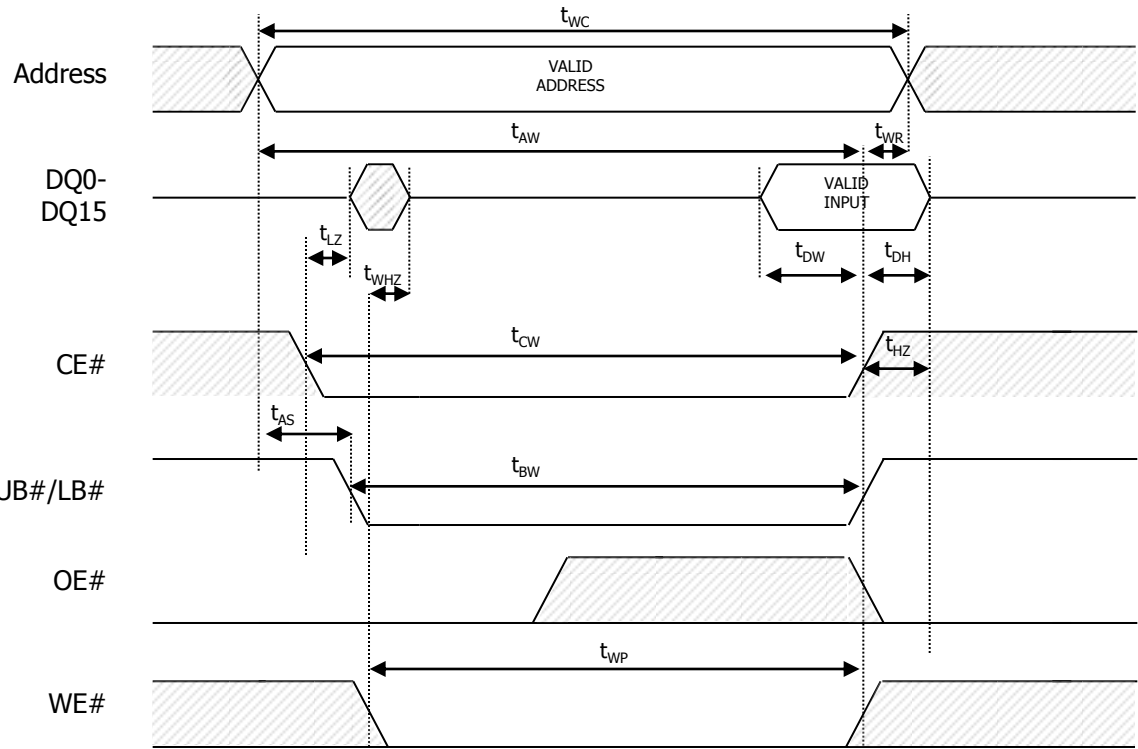 tWC
Address
VALID
ADDRESS
tAW
tWR
DQ0-
DQ15
VALID
INPUT
tLZ
tWHZ
tDW
tDH
CE#
tCW
tHZ
tAS
UB#/LB#
tBW
OE#
tWP
WE#